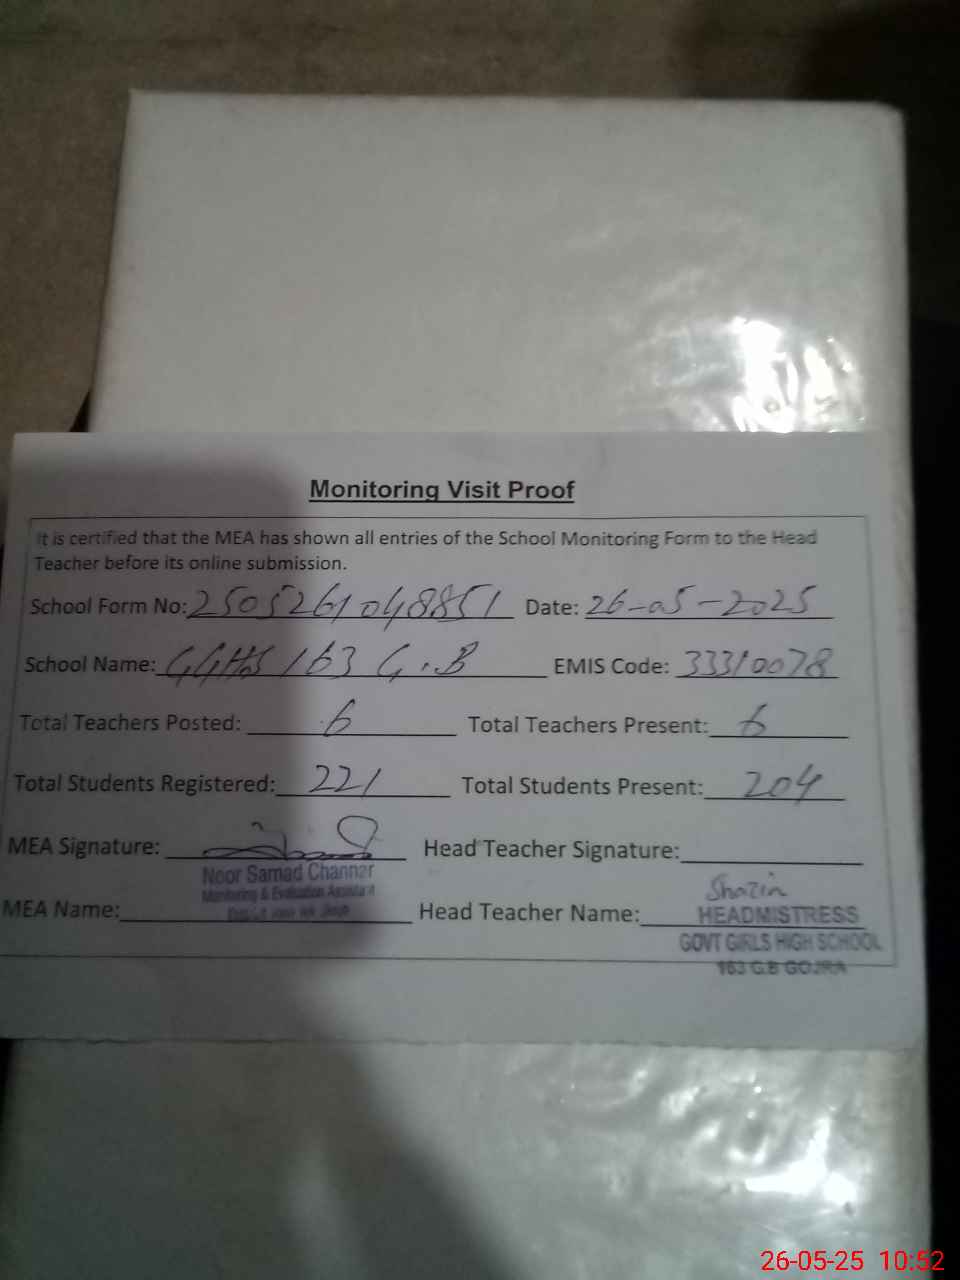 Monitoring Visit Proof
It is certified that the MEA has shown all entries of the School Monitoring Form to the Head
Teacher before its online submission.
School Form No: 2505261048851 Date: 26-05-2025
School Name: GGHS 163 G.B EMIS Code: 33310078
Total Teachers Posted: 6 Total Teachers Present: 6
Total Students Registered: 221 Total Students Present: 204
MEA Signature: Head Teacher Signature:
Noor Samad Channar
Monitoring & Evaluation Assistant
Shazia
MEA Name: Head Teacher Name: HEADMISTRESS
GOVT GIRLS HIGH SCHOOL
163 G.B GOJRA
26-05-25 10:52